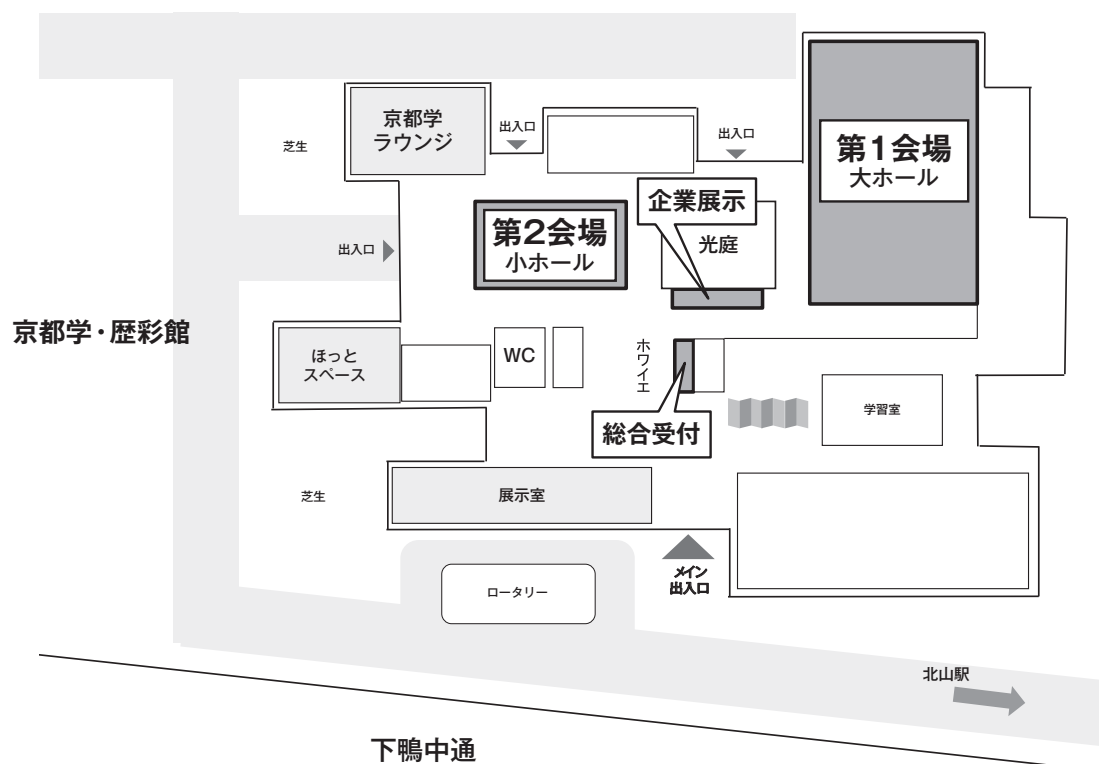 京都学
ラウンジ
出入口
出入口
第1会場
大ホール
芝生
企業展示
第2会場
小ホール
光庭
出入口
京都学・歴彩館
ほっと
スペース
WC
ホワイエ
学習室
総合受付
芝生
展示室
メイン
出入口
ロータリー
北山駅
下鴨中通